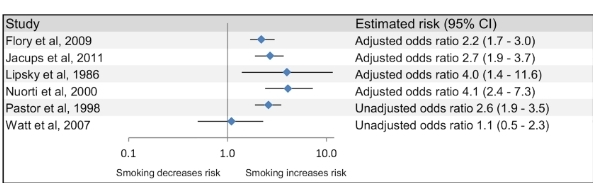 Study Estimated risk (95% CI)
Flory et al, 2009 Adjusted odds ratio 2.2 (1.7 - 3.0)
Jacups et al, 2011 Adjusted odds ratio 2.7 (1.9 - 3.7)
Lipsky et al, 1986 Adjusted odds ratio 4.0 (1.4 - 11.6)
Nuorti et al, 2000 Adjusted odds ratio 4.1 (2.4 - 7.3)
Pastor et al, 1998 Unadjusted odds ratio 2.6 (1.9 - 3.5)
Watt et al, 2007 Unadjusted odds ratio 1.1 (0.5 - 2.3)
0.1 1.0 10.0
Smoking decreases risk Smoking increases risk